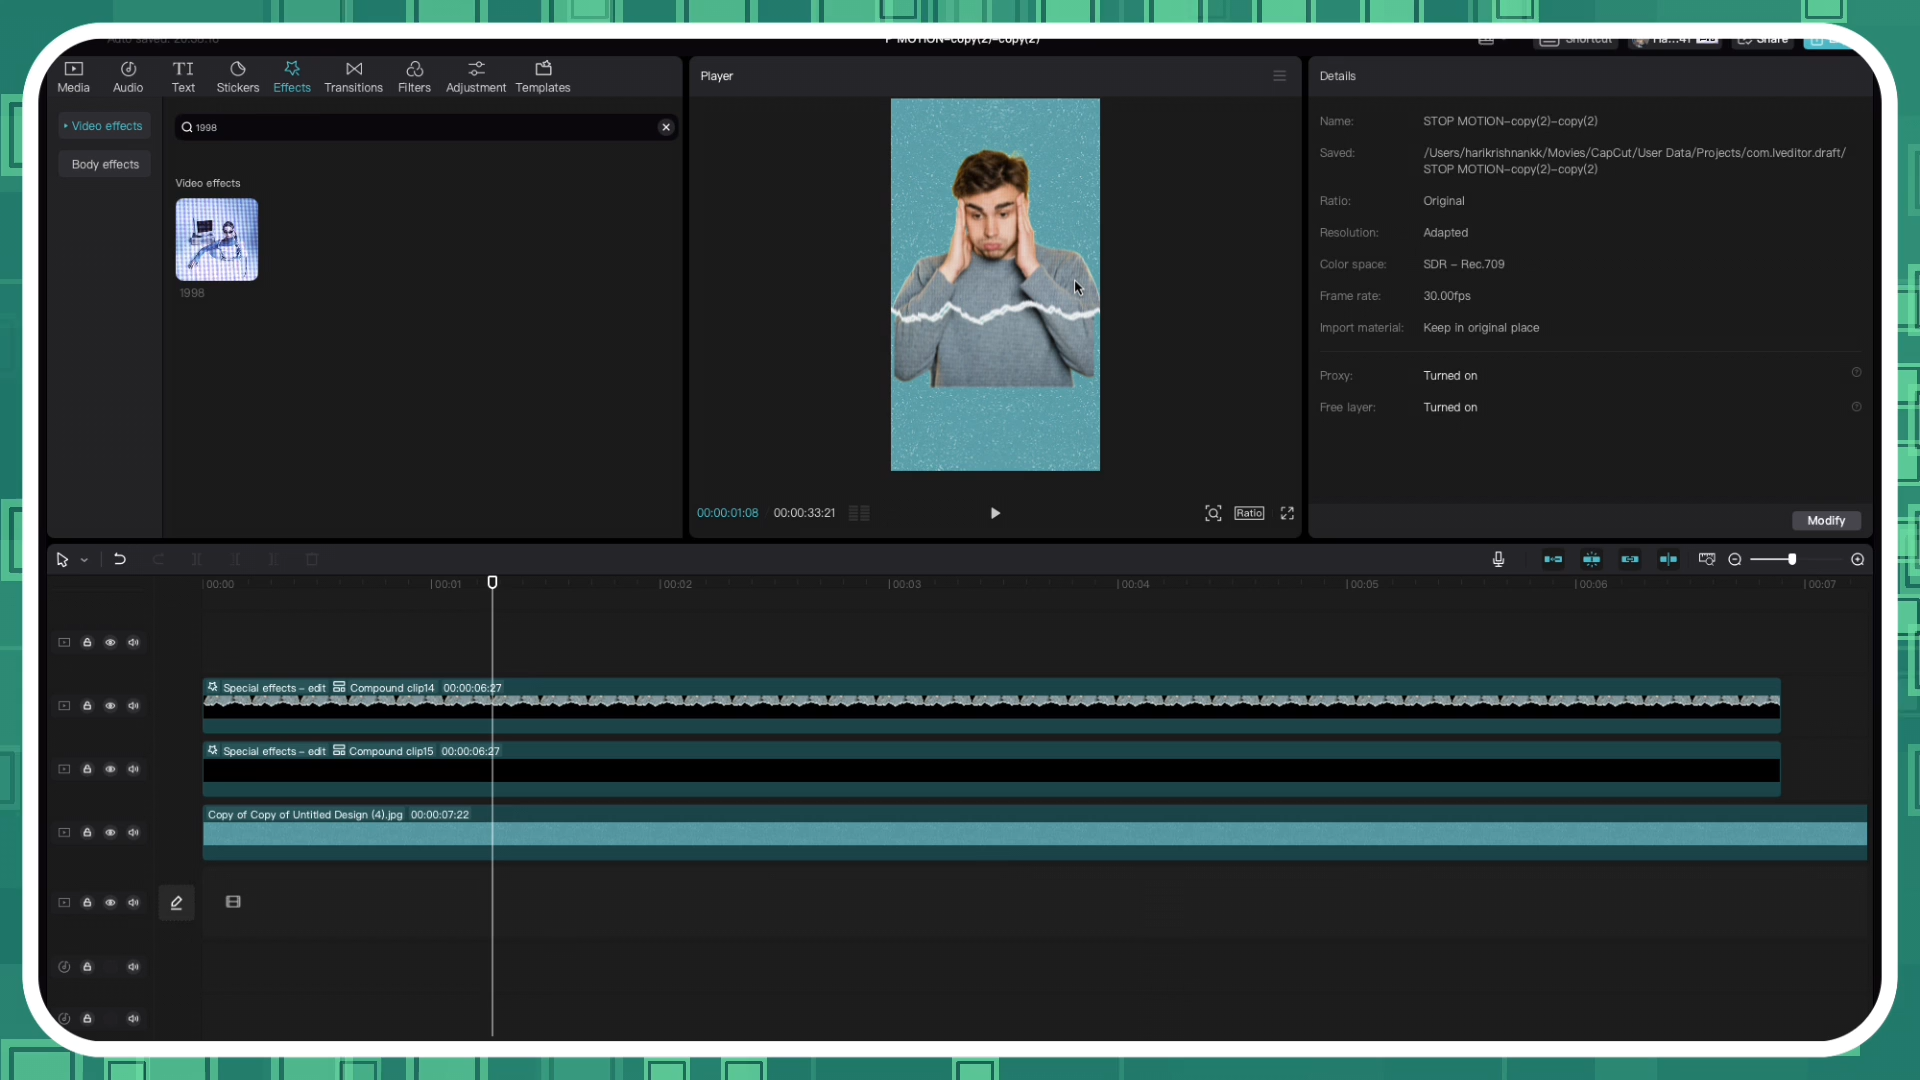 Auto saved: 20:30:10
MOTION–copy(2)–copy(2)
Shortcut
Share
Media
Audio
Text
Stickers
Effects
Transitions
Filters
Adjustment
Templates
Video effects
Body effects
1998
Video effects
1998
Player
00:00:01:08
00:00:33:21
Ratio
Details
Name:
STOP MOTION–copy(2)–copy(2)
Saved:
/Users/harikrishnankk/Movies/CapCut/User Data/Projects/com.lveditor.draft/
STOP MOTION–copy(2)–copy(2)
Ratio:
Original
Resolution:
Adapted
Color space:
SDR – Rec.709
Frame rate:
30.00fps
Import material:
Keep in original place
Proxy:
Turned on
Free layer:
Turned on
Modify
00:00
00:01
00:02
00:03
00:04
00:05
00:06
00:07
Special effects – edit Compound clip14 00:00:06:27
Special effects – edit Compound clip15 00:00:06:27
Copy of Copy of Untitled Design (4).jpg 00:00:07:22